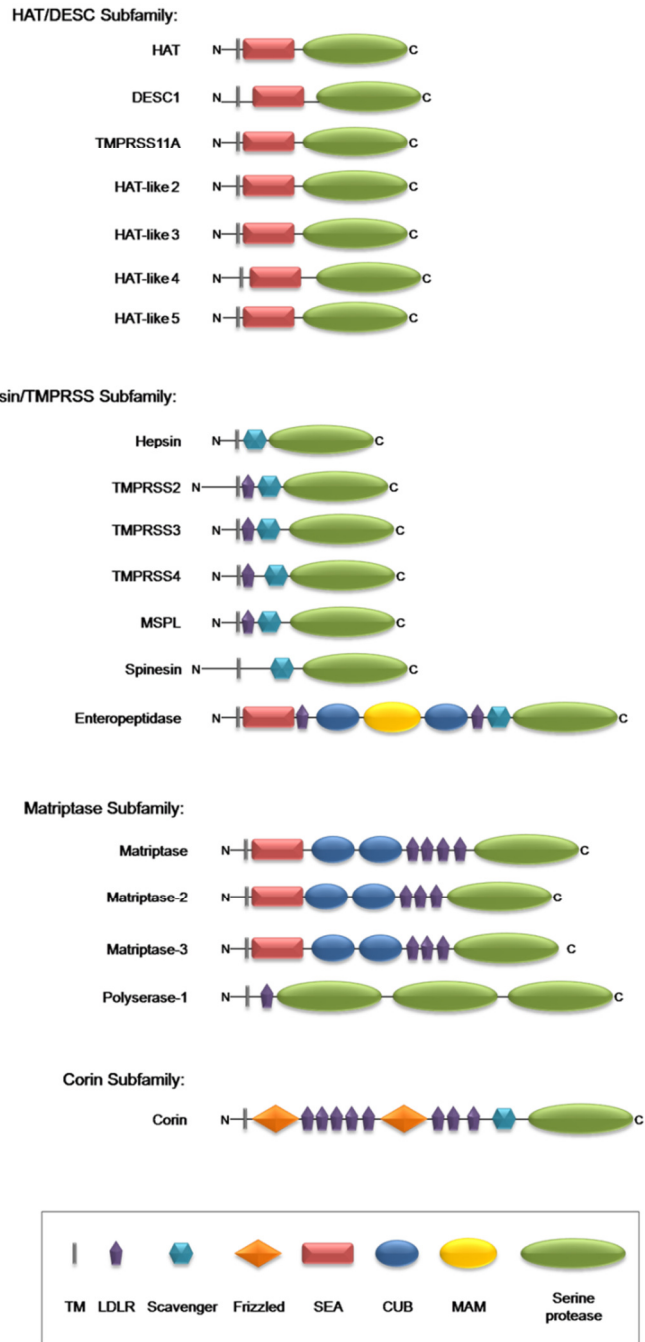 HAT/DESC Subfamily:
HAT N C
DESC1 N C
TMPRSS11A N C
HAT-like 2 N C
HAT-like 3 N C
HAT-like 4 N C
HAT-like 5 N C
sin/TMPRSS Subfamily:
Hepsin N C
TMPRSS2 N C
TMPRSS3 N C
TMPRSS4 N C
MSPL N C
Spinesin N C
Enteropeptidase N C
Matriptase Subfamily:
Matriptase N C
Matriptase-2 N C
Matriptase-3 N C
Polyserase-1 N C
Corin Subfamily:
Corin N C
TM LDLR Scavenger Frizzled SEA CUB MAM Serine
protease